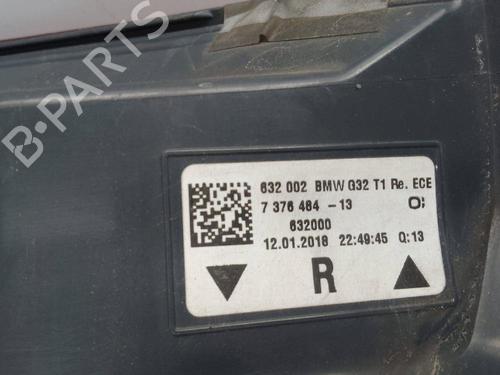 B-PARTS
632 002 BMW G32 T1 Re. ECE
7 376 464 -13 O:
632000
12.01.2018 22:49:45 Q:13
R